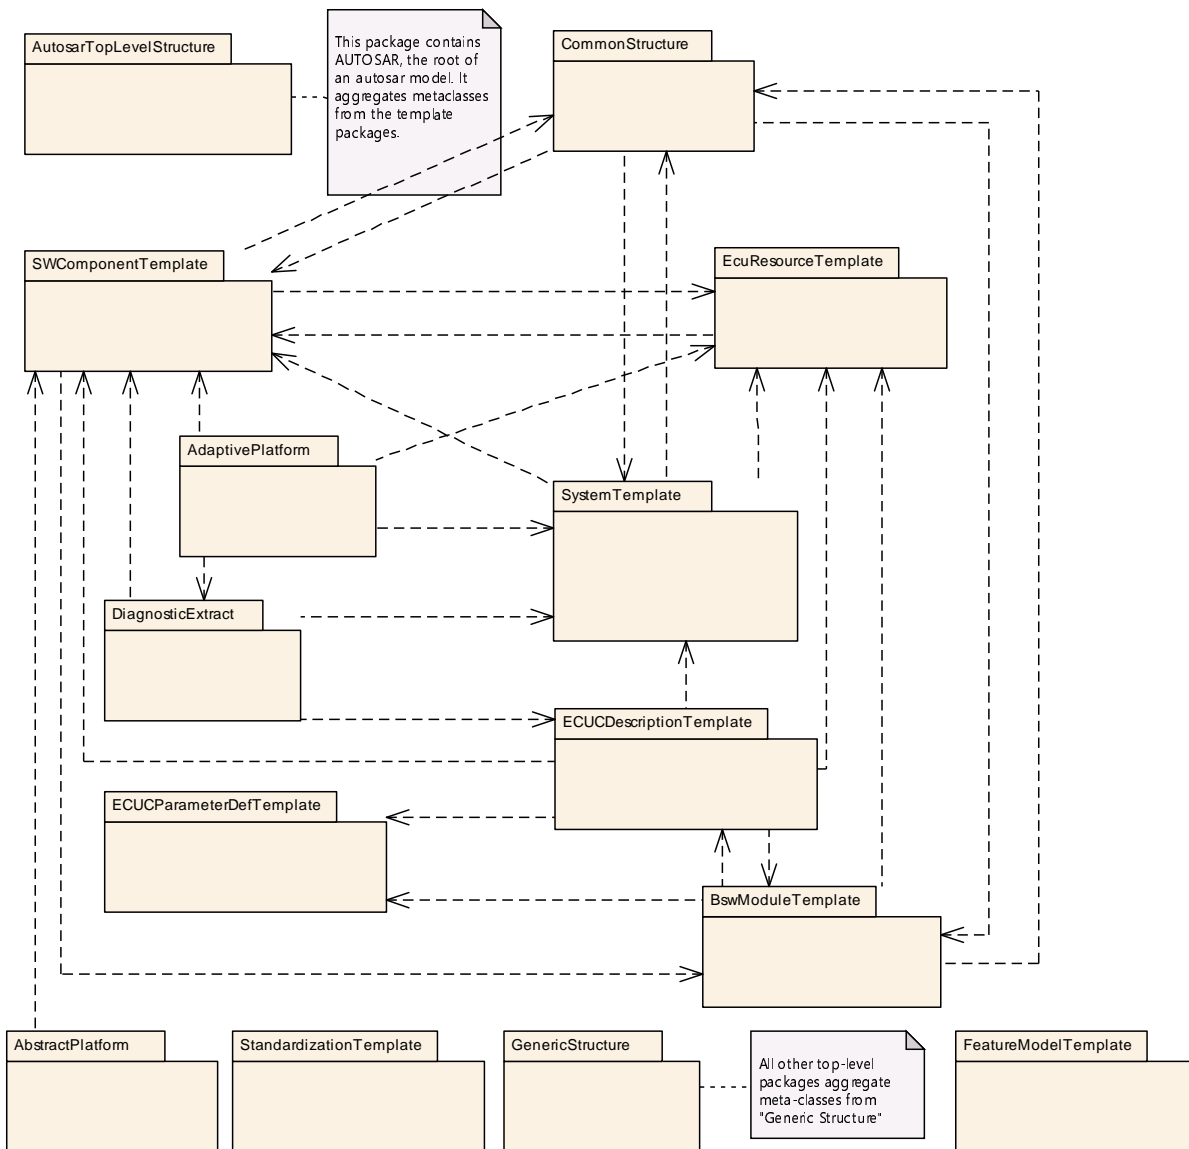 AutosarTopLevelStructure
This package contains
AUTOSAR, the root of
an autosar model. It
aggregates metaclasses
from the template
packages.
CommonStructure
SWComponentTemplate
EcuResourceTemplate
AdaptivePlatform
SystemTemplate
DiagnosticExtract
ECUCDescriptionTemplate
ECUCParameterDefTemplate
BswModuleTemplate
AbstractPlatform
StandardizationTemplate
GenericStructure
All other top-level
packages aggregate
meta-classes from
"Generic Structure"
FeatureModelTemplate